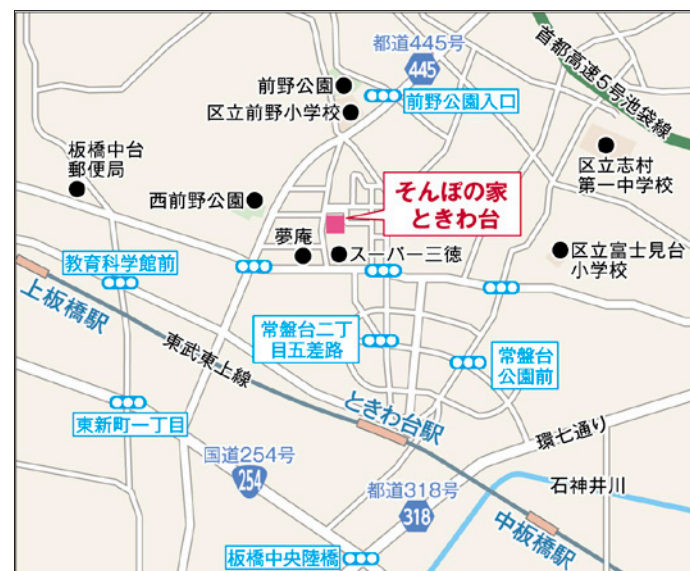 都道445号
445
首都高速5号池袋線
前野公園
前野公園入口
区立前野小学校
板橋中台
郵便局
区立志村
第一中学校
西前野公園
そんぽの家
ときわ台
夢庵
スーパー三徳
区立富士見台
小学校
教育科学館前
上板橋駅
常盤台二丁
目五差路
常盤台
公園前
東武東上線
東新町一丁目
ときわ台駅
環七通り
国道254号
254
都道318号
318
石神井川
中板橋駅
板橋中央陸橋